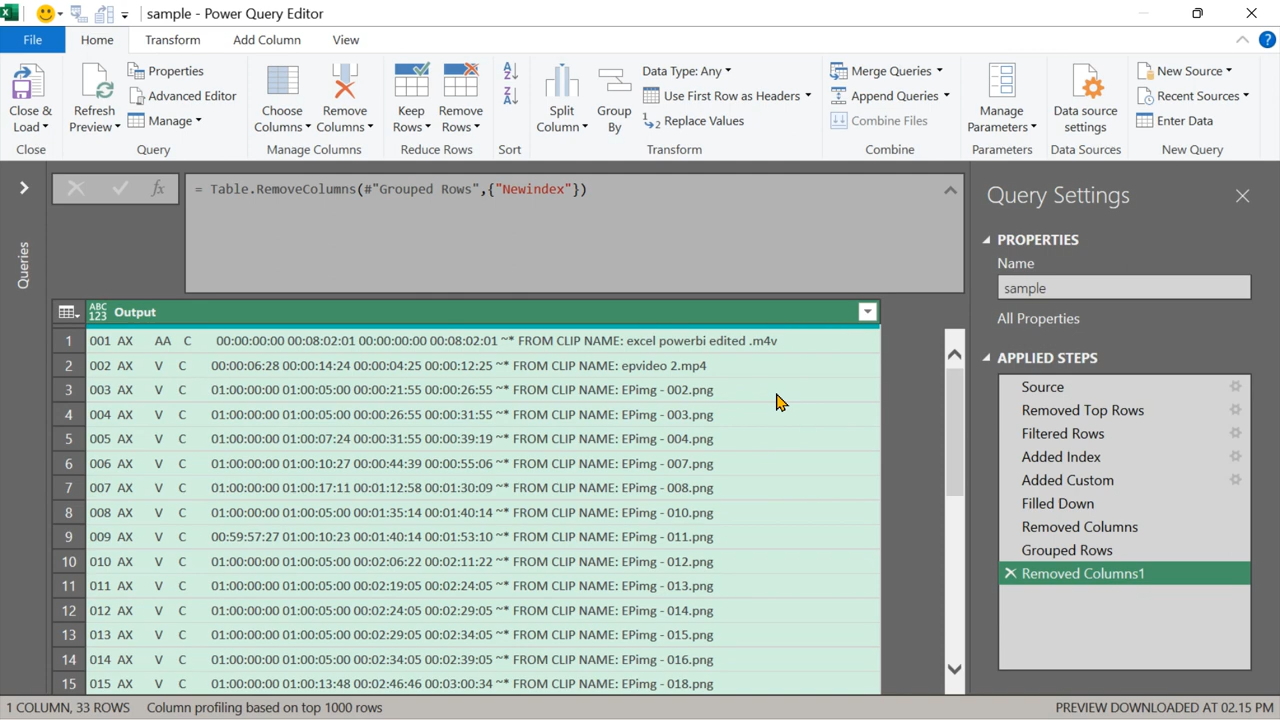 sample - Power Query Editor
File Home Transform Add Column View
Close & Load
Close
Refresh Preview
Properties
Advanced Editor
Manage
Query
Choose Columns
Remove Columns
Manage Columns
Keep Rows
Remove Rows
Reduce Rows
A Z
Z A
Sort
Split Column
Group By
Data Type: Any
Use First Row as Headers
1 2 Replace Values
Transform
Merge Queries
Append Queries
Combine Files
Combine
Manage Parameters
Parameters
Data source settings
Data Sources
New Source
Recent Sources
Enter Data
New Query
Queries
fx
= Table.RemoveColumns(#"Grouped Rows",{"Newindex"})
ABC 123 Output
1 001 AX AA C 00:00:00:00 00:08:02:01 00:00:00:00 00:08:02:01 ~* FROM CLIP NAME: excel powerbi edited .m4v
2 002 AX V C 00:00:06:28 00:00:14:24 00:00:04:25 00:00:12:25 ~* FROM CLIP NAME: epvideo 2.mp4
3 003 AX V C 01:00:00:00 01:00:05:00 00:00:21:55 00:00:26:55 ~* FROM CLIP NAME: EPimg - 002.png
4 004 AX V C 01:00:00:00 01:00:05:00 00:00:26:55 00:00:31:55 ~* FROM CLIP NAME: EPimg - 003.png
5 005 AX V C 01:00:00:00 01:00:07:24 00:00:31:55 00:00:39:19 ~* FROM CLIP NAME: EPimg - 004.png
6 006 AX V C 01:00:00:00 01:00:10:27 00:00:44:39 00:00:55:06 ~* FROM CLIP NAME: EPimg - 007.png
7 007 AX V C 01:00:00:00 01:00:17:11 00:01:12:58 00:01:30:09 ~* FROM CLIP NAME: EPimg - 008.png
8 008 AX V C 01:00:00:00 01:00:05:00 00:01:35:14 00:01:40:14 ~* FROM CLIP NAME: EPimg - 010.png
9 009 AX V C 00:59:57:27 01:00:10:23 00:01:40:14 00:01:53:10 ~* FROM CLIP NAME: EPimg - 011.png
10 010 AX V C 01:00:00:00 01:00:05:00 00:02:06:22 00:02:11:22 ~* FROM CLIP NAME: EPimg - 012.png
11 011 AX V C 01:00:00:00 01:00:05:00 00:02:19:05 00:02:24:05 ~* FROM CLIP NAME: EPimg - 013.png
12 012 AX V C 01:00:00:00 01:00:05:00 00:02:24:05 00:02:29:05 ~* FROM CLIP NAME: EPimg - 014.png
13 013 AX V C 01:00:00:00 01:00:05:00 00:02:29:05 00:02:34:05 ~* FROM CLIP NAME: EPimg - 015.png
14 014 AX V C 01:00:00:00 01:00:05:00 00:02:34:05 00:02:39:05 ~* FROM CLIP NAME: EPimg - 016.png
15 015 AX V C 01:00:00:00 01:00:13:48 00:02:46:46 00:03:00:34 ~* FROM CLIP NAME: EPimg - 018.png
Query Settings
PROPERTIES
Name
sample
All Properties
APPLIED STEPS
Source
Removed Top Rows
Filtered Rows
Added Index
Added Custom
Filled Down
Removed Columns
Grouped Rows
Removed Columns1
1 COLUMN, 33 ROWS Column profiling based on top 1000 rows
PREVIEW DOWNLOADED AT 02.15 PM